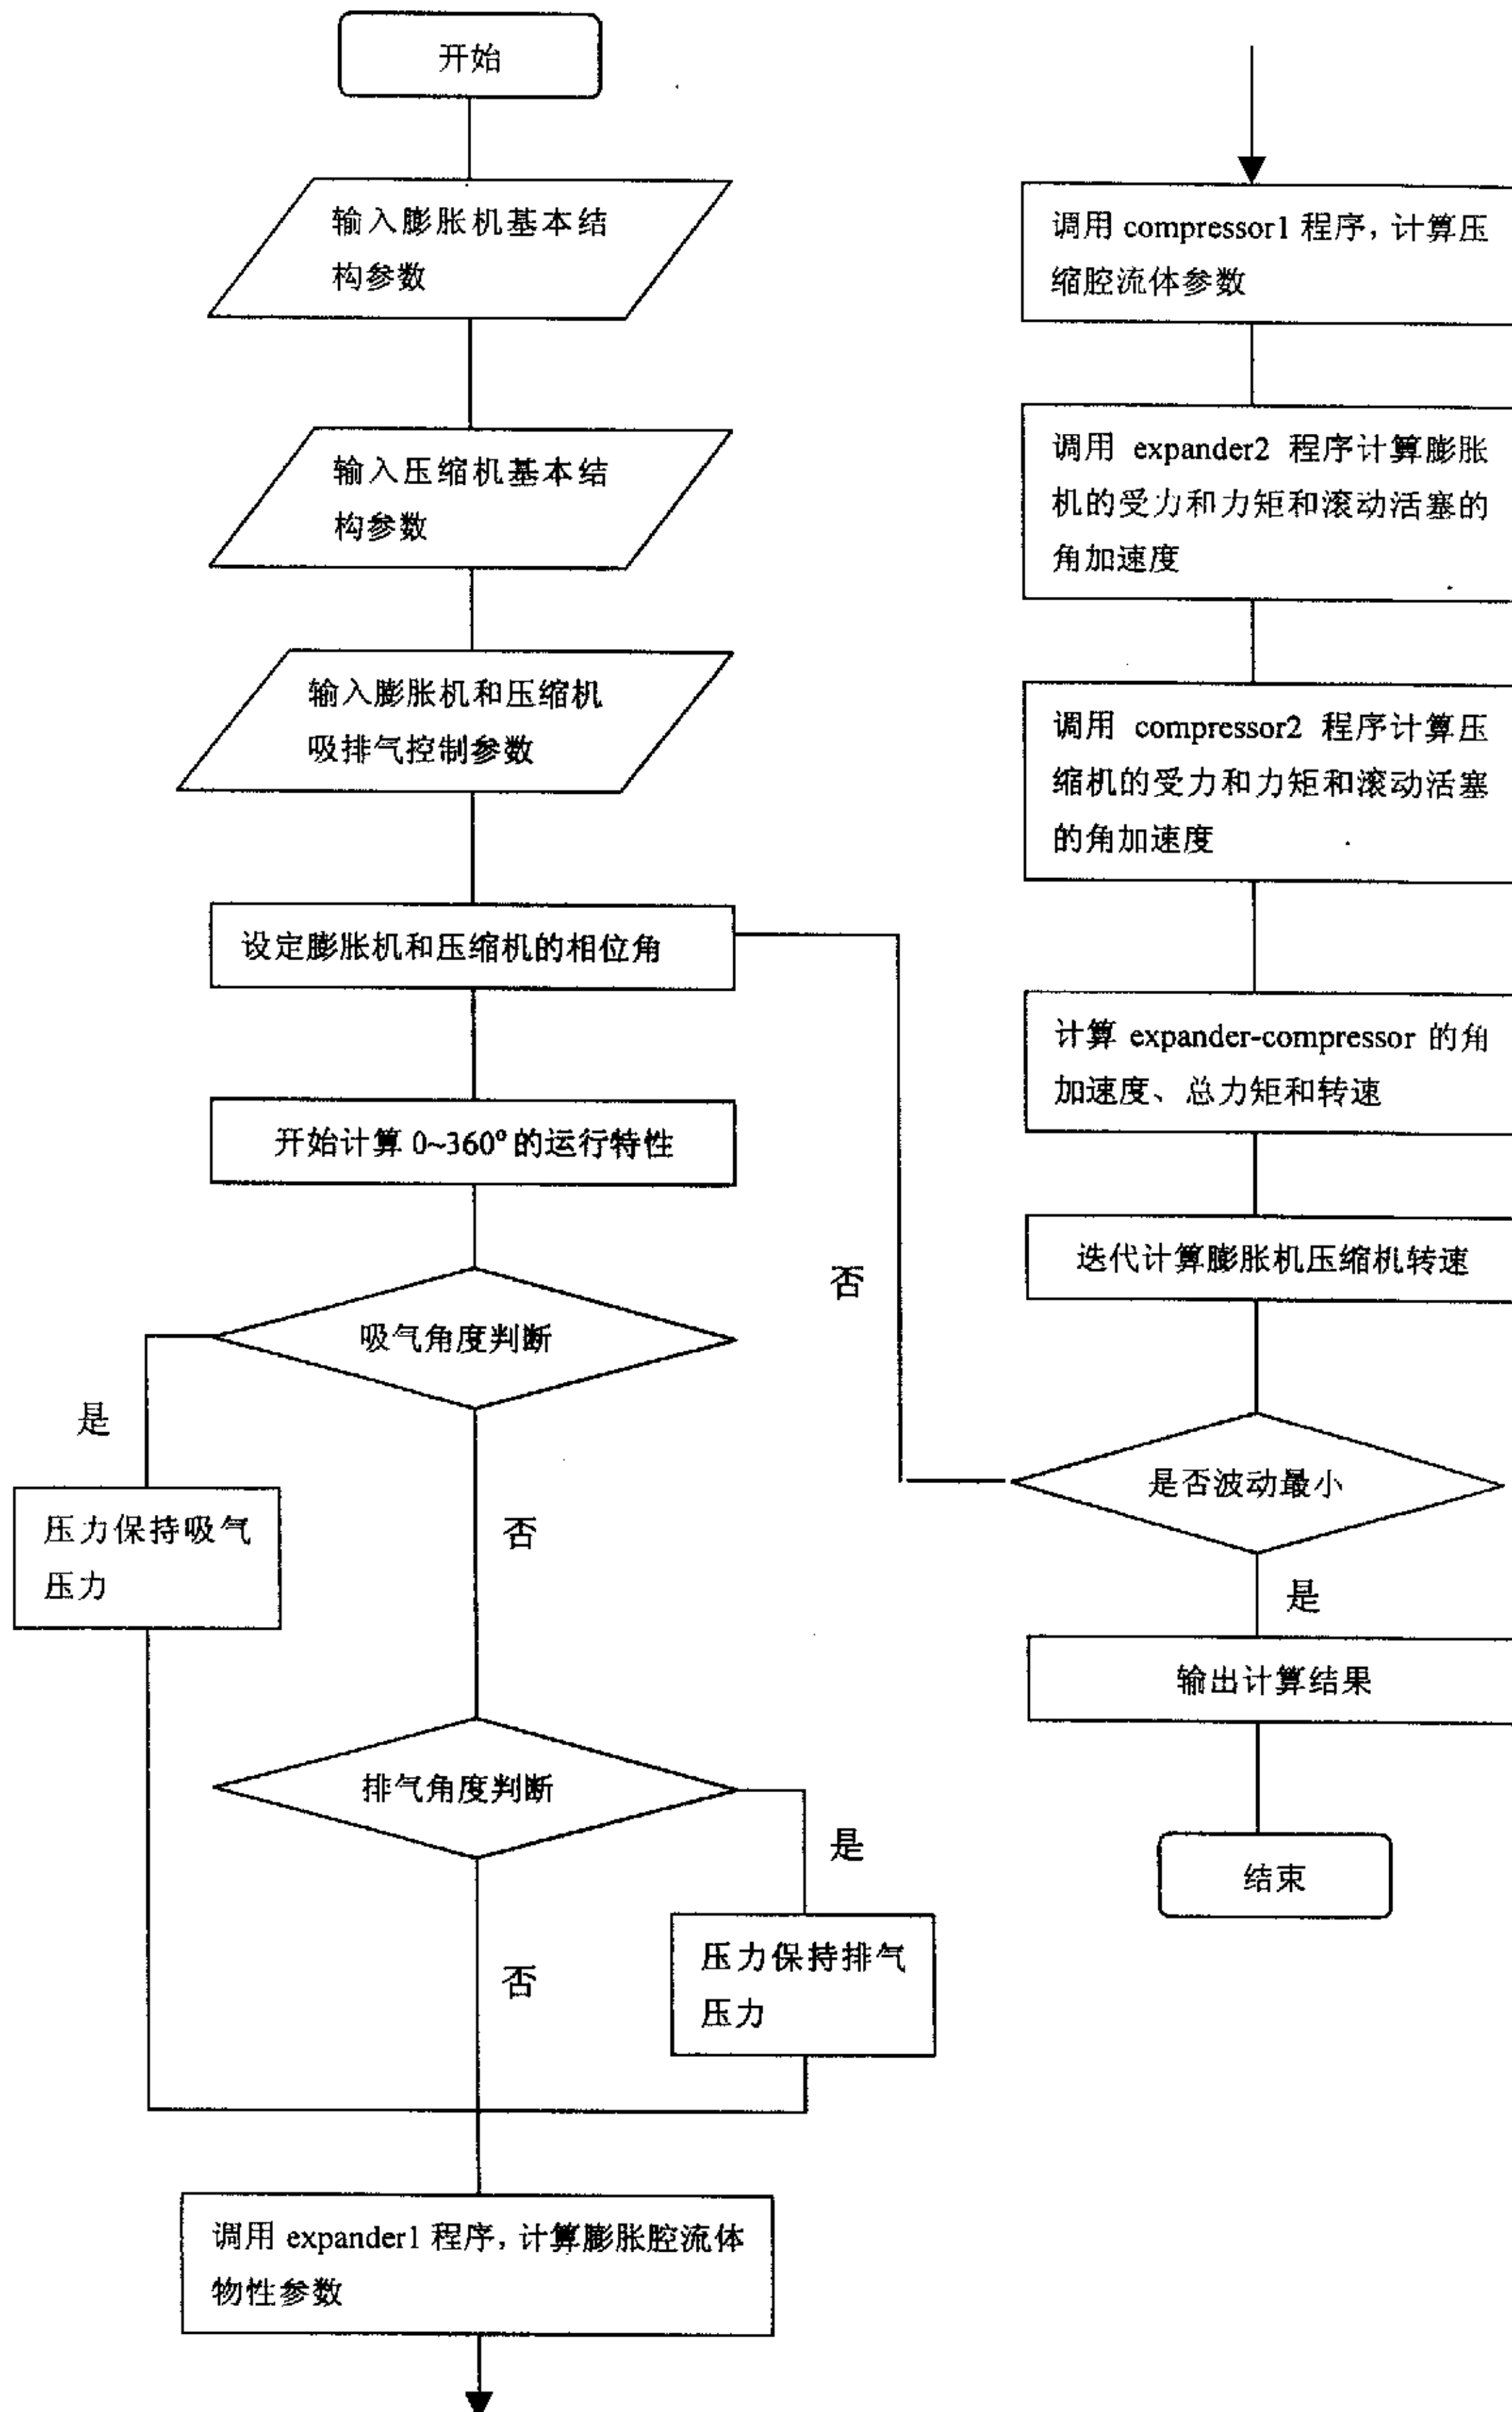 开始
输入膨胀机基本结
构参数
输入压缩机基本结
构参数
输入膨胀机和压缩机
吸排气控制参数
设定膨胀机和压缩机的相位角
开始计算 0~360° 的运行特性
吸气角度判断
是
压力保持吸气
压力
否
排气角度判断
是
压力保持排气
压力
否
调用 expander1 程序，计算膨胀腔流体
物性参数
调用 compressor1 程序，计算压
缩腔流体参数
调用 expander2 程序计算膨胀
机的受力和力矩和滚动活塞的
角加速度
调用 compressor2 程序计算压
缩机的受力和力矩和滚动活塞
的角加速度
计算 expander-compressor 的角
加速度、总力矩和转速
迭代计算膨胀机压缩机转速
否
是否波动最小
是
输出计算结果
结束